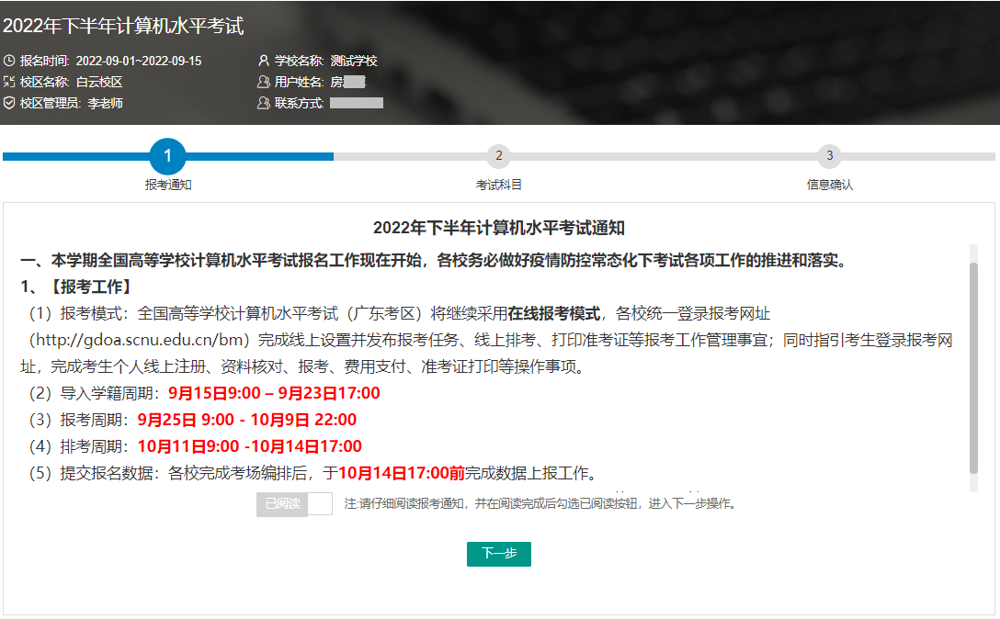 2022年下半年计算机水平考试
报名时间: 2022-09-01~2022-09-15
学校名称: 测试学校
校区名称: 白云校区
用户姓名: 房
校区管理员: 李老师
联系方式:
1
2
3
报考通知
考试科目
信息确认
2022年下半年计算机水平考试通知
一、本学期全国高等学校计算机水平考试报名工作现在开始，各校务必做好疫情防控常态化下考试各项工作的推进和落实。
1、【报考工作】
（1）报考模式：全国高等学校计算机水平考试（广东考区）将继续采用在线报考模式，各校统一登录报考网址
（http://gdoa.scnu.edu.cn/bm）完成线上设置并发布报考任务、线上排考、打印准考证等报考工作管理事宜；同时指引考生登录报考网
址，完成考生个人线上注册、资料核对、报考、费用支付、准考证打印等操作事项。
（2）导入学籍周期：9月15日9:00 – 9月23日17:00
（3）报考周期：9月25日 9:00 - 10月9日 22:00
（4）排考周期：10月11日9:00 -10月14日17:00
（5）提交报名数据：各校完成考场编排后，于10月14日17:00前完成数据上报工作。
已阅读
注:请仔细阅读报考通知，并在阅读完成后勾选已阅读按钮，进入下一步操作。
下一步